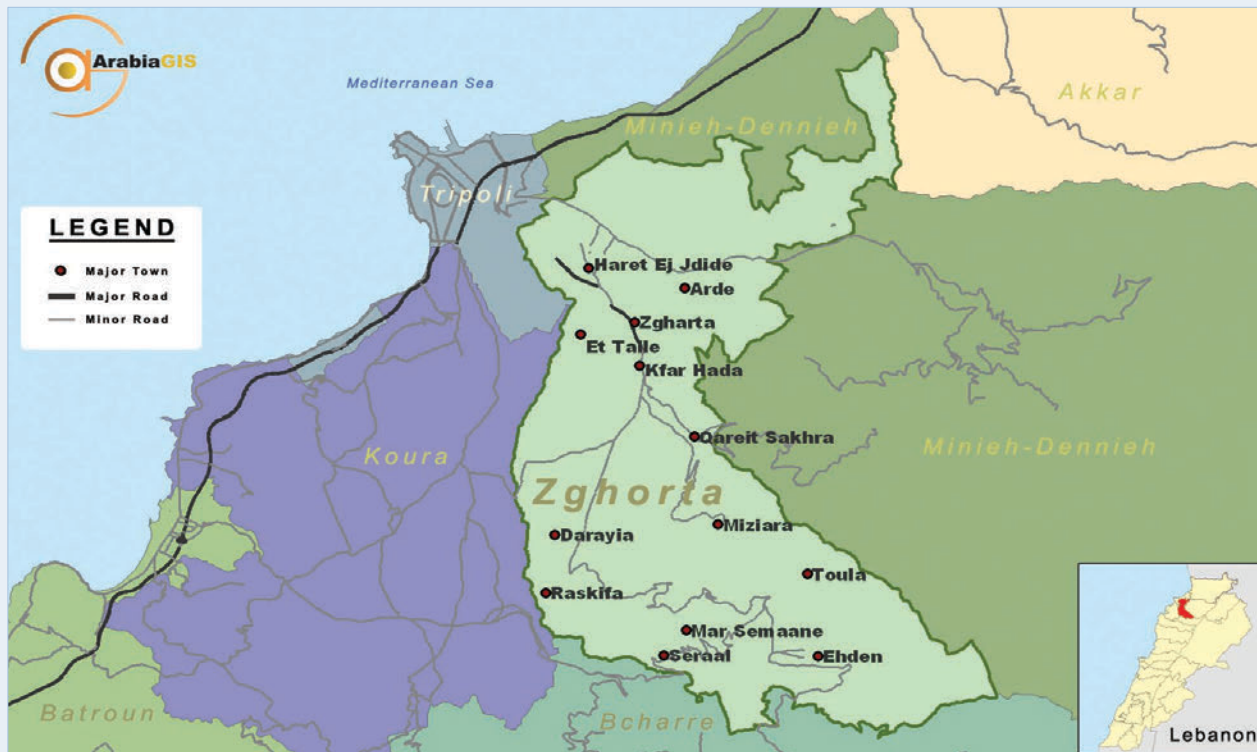 ArabiaGIS
Mediterranean Sea
Akkar
Minieh-Dennieh
Tripoli
LEGEND
Major Town
Major Road
Minor Road
Haret Ej Jdide
Arde
Zgharta
Et Talle
Kfar Hada
Qareit Sakhra
Koura
Minieh-Dennieh
Zghorta
Miziara
Darayia
Toula
Raskifa
Mar Semaane
Seraal
Ehden
Batroun
Bcharre
Lebanon